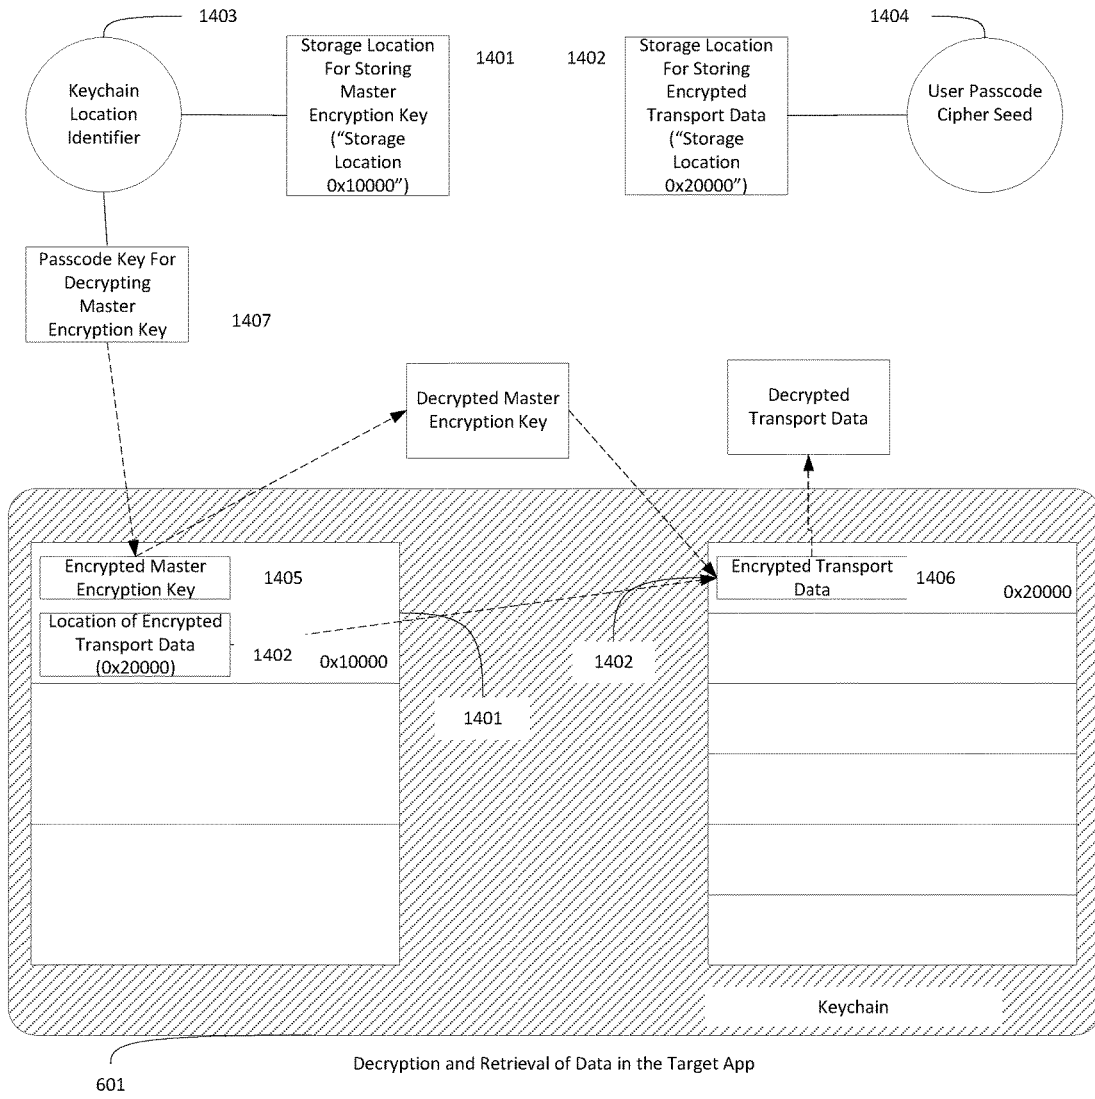 1403
1404
Keychain
Location
Identifier
Storage Location
For Storing
Master
Encryption Key
(“Storage
Location
0x10000”)
1401
1402
Storage Location
For Storing
Encrypted
Transport Data
(“Storage
Location
0x20000”)
User Passcode
Cipher Seed
Passcode Key For
Decrypting
Master
Encryption Key
1407
Decrypted Master
Encryption Key
Decrypted
Transport Data
Encrypted Master
Encryption Key
1405
Location of Encrypted
Transport Data
(0x20000)
1402
0x10000
1401
1402
Encrypted Transport
Data
1406
0x20000
Keychain
601
Decryption and Retrieval of Data in the Target App